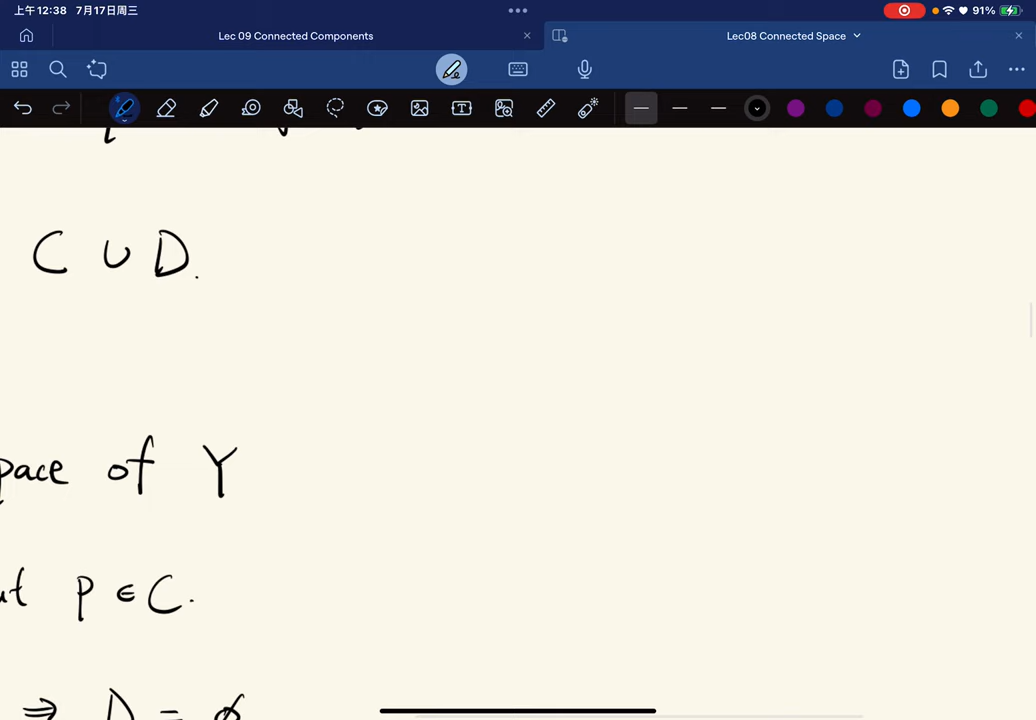 上午12:38 7月17日周三
91%
Lec 09 Connected Components
Lec08 Connected Space
C ∪ D.
pace of Y
p ∈ C.
⇒ D = ∅